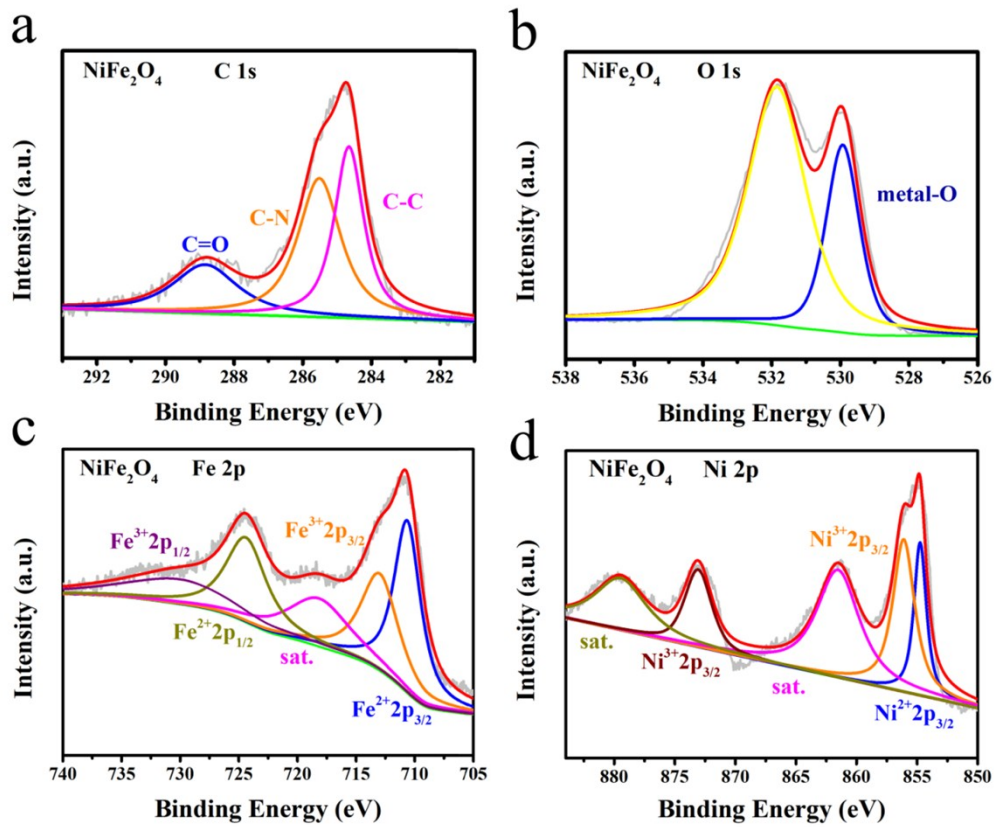 a
NiFe₂O₄ C 1s
C=O
C-N
C-C
Intensity (a.u.)
292 290 288 286 284 282
Binding Energy (eV)
b
NiFe₂O₄ O 1s
metal-O
Intensity (a.u.)
538 536 534 532 530 528 526
Binding Energy (eV)
c
NiFe₂O₄ Fe 2p
Fe³⁺2p₁/₂
Fe³⁺2p₃/₂
Fe²⁺2p₁/₂
sat.
Fe²⁺2p₃/₂
Intensity (a.u.)
740 735 730 725 720 715 710 705
Binding Energy (eV)
d
NiFe₂O₄ Ni 2p
Ni³⁺2p₃/₂
sat.
Ni³⁺2p₃/₂
sat.
Ni²⁺2p₃/₂
Intensity (a.u.)
880 875 870 865 860 855 850
Binding Energy (eV)